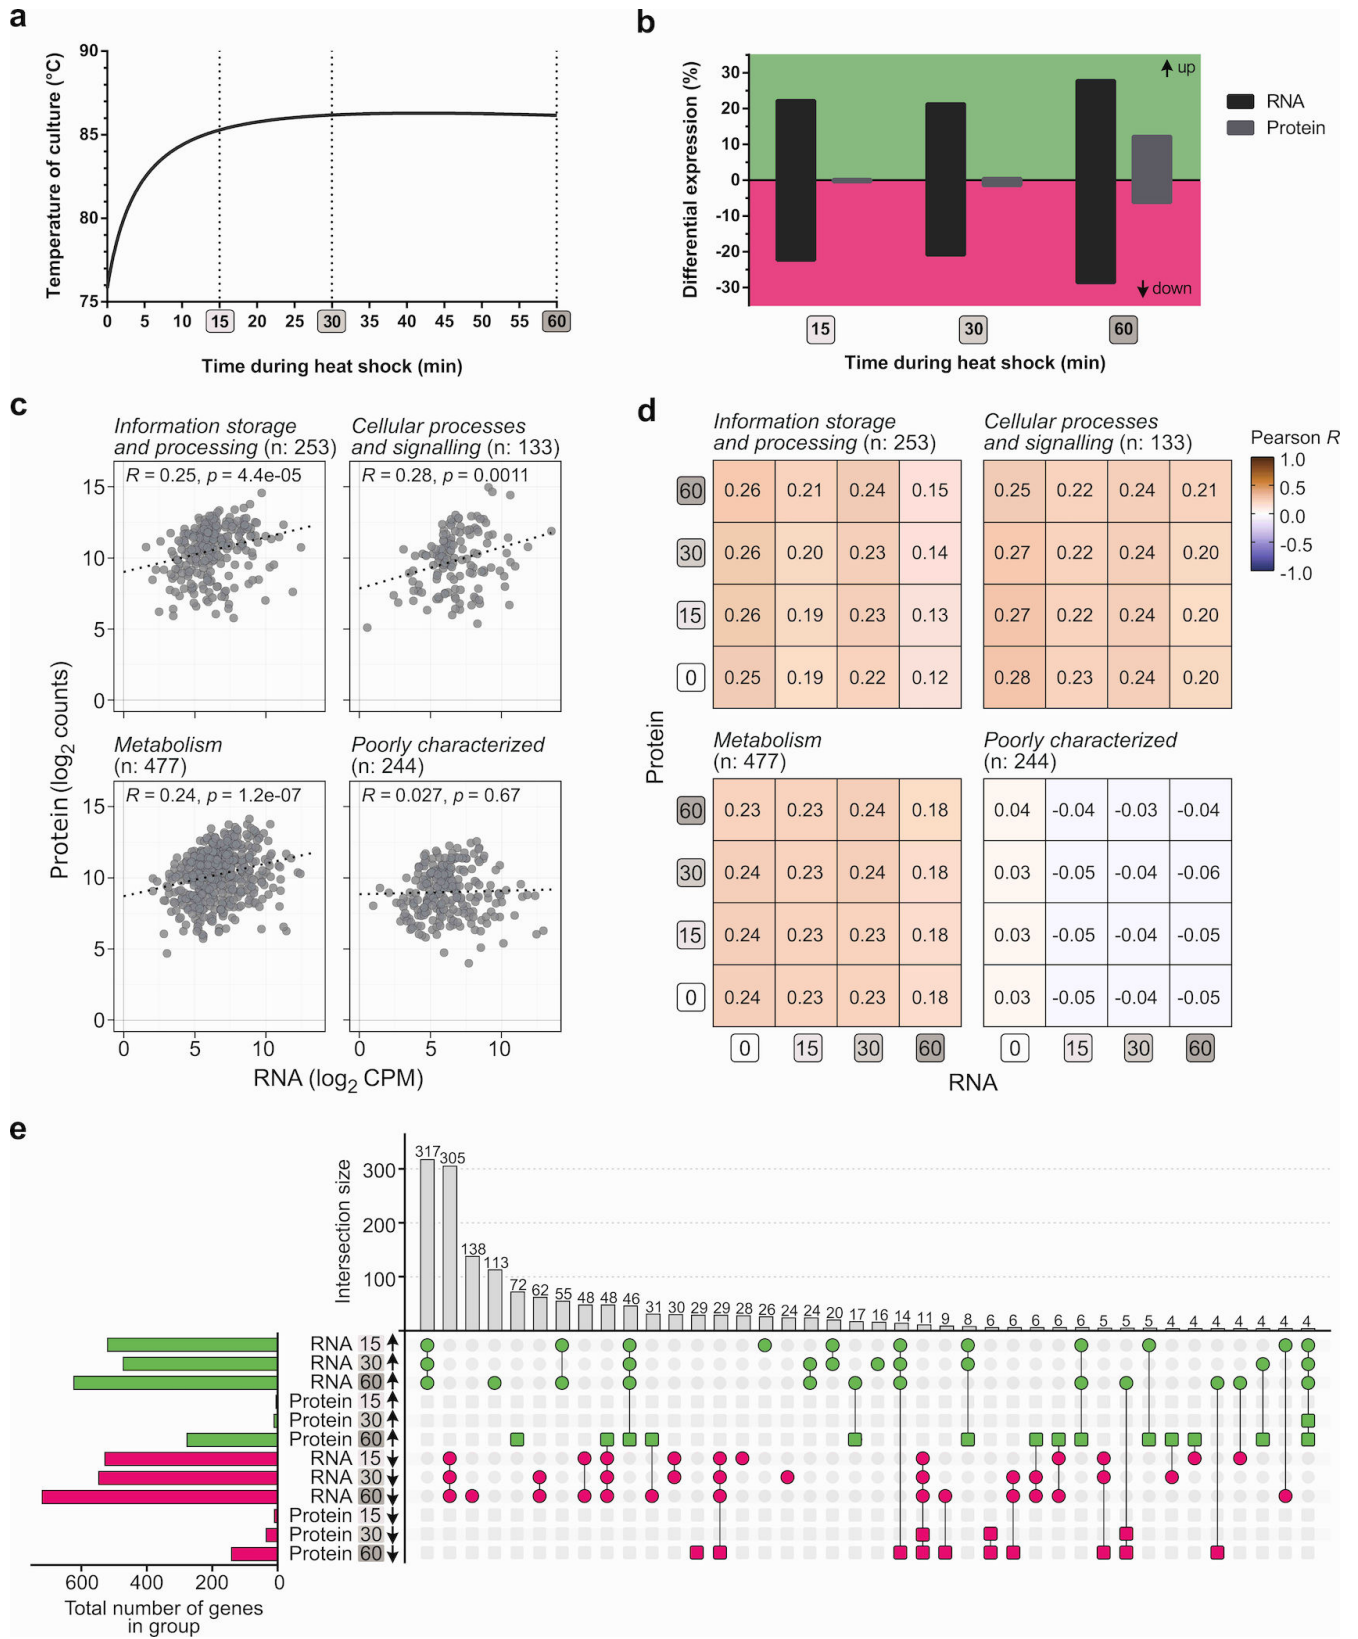 a
90
85
80
75
Temperature of culture (°C)
0 5 10 15 20 25 30 35 40 45 50 55 60
Time during heat shock (min)
b
30
20
10
0
-10
-20
-30
Differential expression (%)
up
down
15 30 60
Time during heat shock (min)
RNA
Protein
c
Information storage
and processing (n: 253)
R = 0.25, p = 4.4e-05
Cellular processes
and signalling (n: 133)
R = 0.28, p = 0.0011
15
10
5
0
Metabolism
(n: 477)
R = 0.24, p = 1.2e-07
Poorly characterized
(n: 244)
R = 0.027, p = 0.67
15
10
5
0
0 5 10 0 5 10
Protein (log2 counts)
RNA (log2 CPM)
d
Information storage
and processing (n: 253)
Cellular processes
and signalling (n: 133)
Pearson R
1.0
0.5
0.0
-0.5
-1.0
60 0.26 0.21 0.24 0.15 0.25 0.22 0.24 0.21
30 0.26 0.20 0.23 0.14 0.27 0.22 0.24 0.20
15 0.26 0.19 0.23 0.13 0.27 0.22 0.24 0.20
0 0.25 0.19 0.22 0.12 0.28 0.23 0.24 0.20
Protein
Metabolism
(n: 477)
Poorly characterized
(n: 244)
60 0.23 0.23 0.24 0.18 0.04 -0.04 -0.03 -0.04
30 0.24 0.23 0.24 0.18 0.03 -0.05 -0.04 -0.06
15 0.24 0.23 0.23 0.18 0.03 -0.05 -0.04 -0.05
0 0.24 0.23 0.23 0.18 0.03 -0.05 -0.04 -0.05
0 15 30 60 0 15 30 60
RNA
e
Intersection size
300
200
100
317 305 138 113 72 62 55 48 48 46 31 30 29 29 28 26 24 24 20 17 16 14 11 9 8 6 6 6 6 6 5 5 5 4 4 4 4 4 4 4
RNA 15
RNA 30
RNA 60
Protein 15
Protein 30
Protein 60
RNA 15
RNA 30
RNA 60
Protein 15
Protein 30
Protein 60
600 400 200 0
Total number of genes
in group